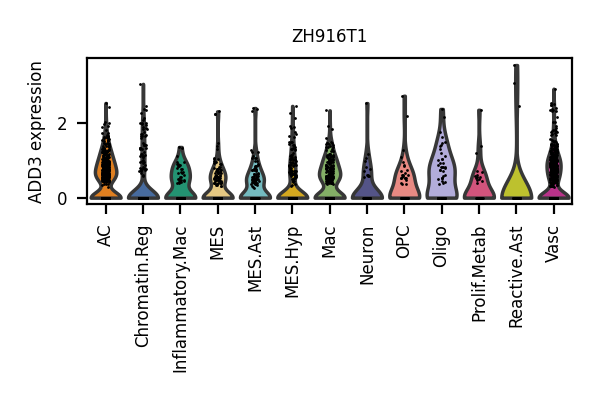 ZH916T1
ADD3 expression
2
0
AC
Chromatin.Reg
Inflammatory.Mac
MES
MES.Ast
MES.Hyp
Mac
Neuron
OPC
Oligo
Prolif.Metab
Reactive.Ast
Vasc